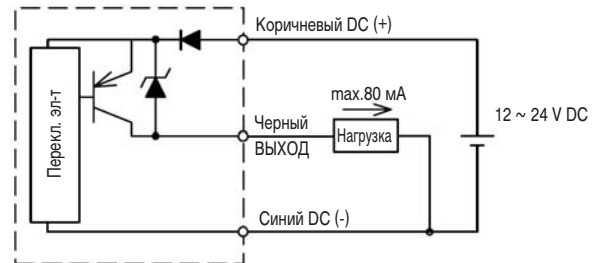 Коричневый DC (+)
Перекл. эл-т
max.80 мА
12 ~ 24 V DC
Черный
ВЫХОД
Нагрузка
Синий DC (-)